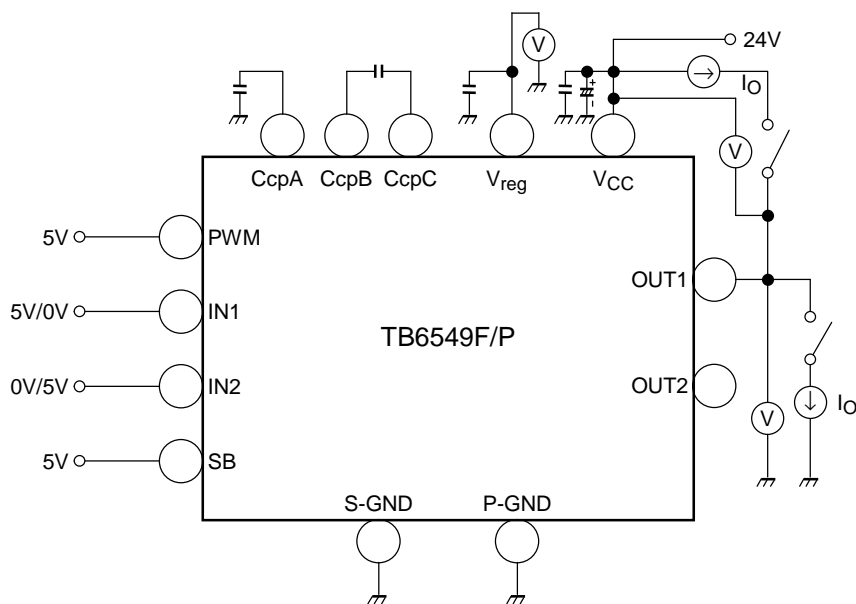 V
24V
IO
+
−
V
CcpA CcpB CcpC Vreg VCC
5V PWM
OUT1
5V/0V IN1
TB6549F/P
0V/5V IN2
OUT2
IO
V
5V SB
S-GND P-GND